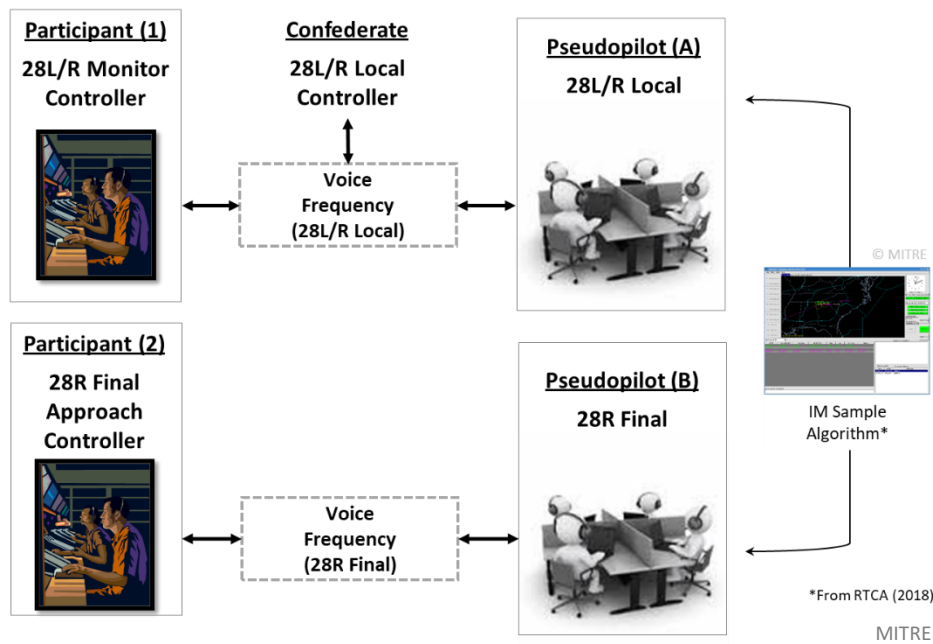 Participant (1)
28L/R Monitor
Controller
Confederate
28L/R Local
Controller
Voice
Frequency
(28L/R Local)
Pseudopilot (A)
28L/R Local
© MITRE
IM Sample
Algorithm*
Participant (2)
28R Final
Approach
Controller
Voice
Frequency
(28R Final)
Pseudopilot (B)
28R Final
*From RTCA (2018)
MITRE